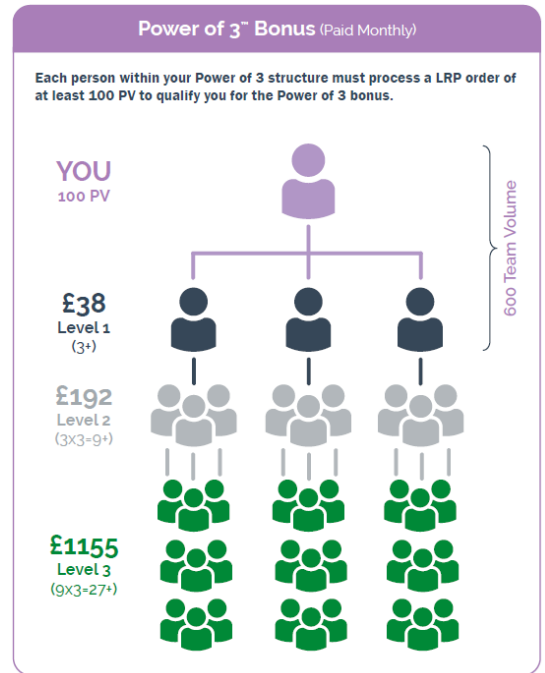 Power of 3™ Bonus (Paid Monthly)
Each person within your Power of 3 structure must process a LRP order of
at least 100 PV to qualify you for the Power of 3 bonus.
YOU
100 PV
600 Team Volume
£38
Level 1
(3+)
£192
Level 2
(3x3=9+)
£1155
Level 3
(9x3=27+)